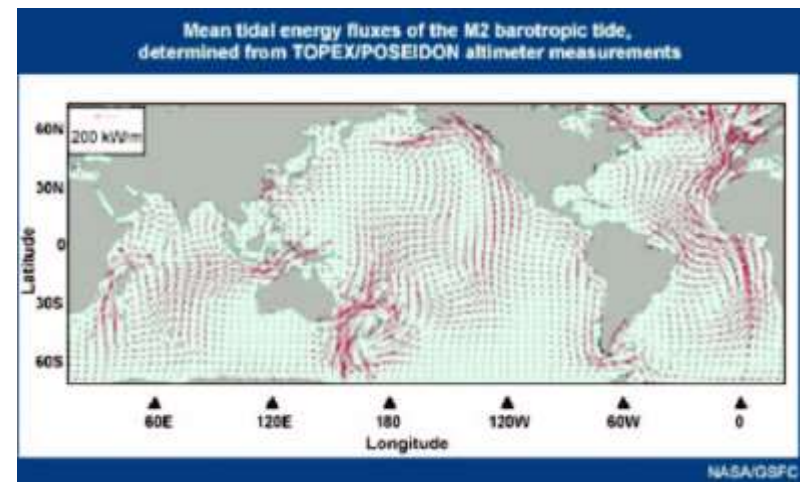 Mean tidal energy fluxes of the M2 barotropic tide,
determined from TOPEX/POSEIDON altimeter measurements
200 kW/m
60N
30N
0
30S
60S
Latitude
60E 120E 180 120W 60W 0
Longitude
NASA/GSFC